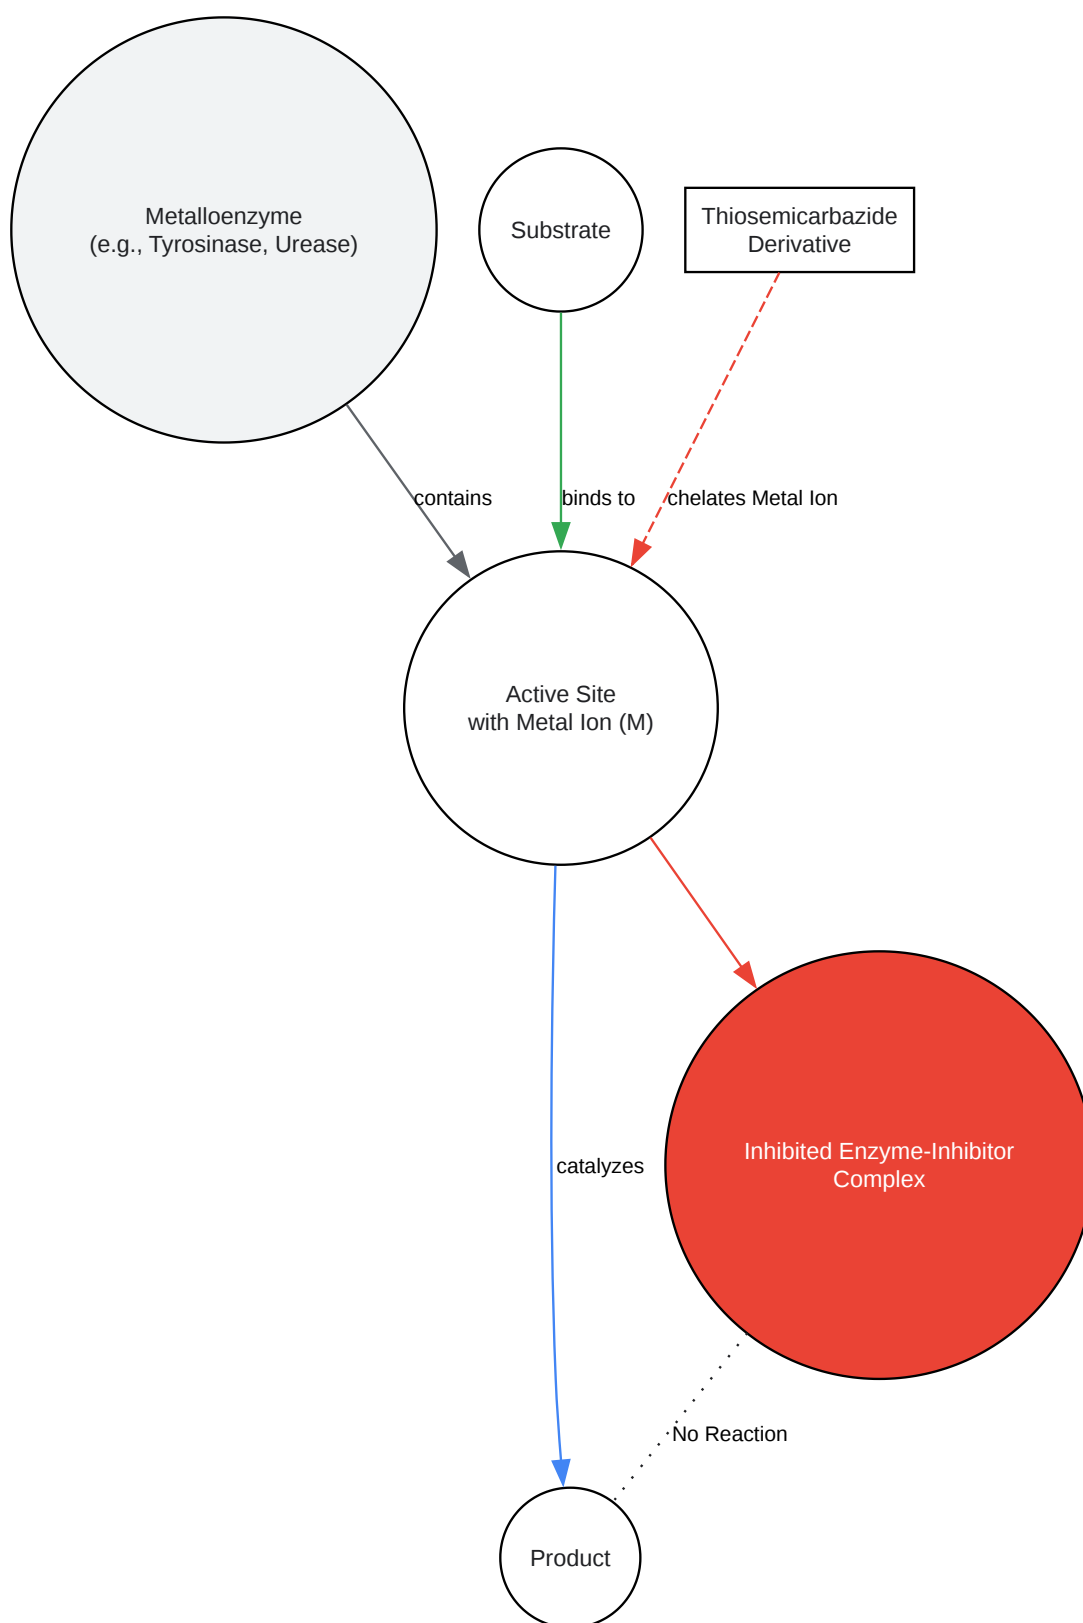 Metalloenzyme
(e.g., Tyrosinase, Urease)
Substrate
Thiosemicarbazide
Derivative
contains
binds to
chelates Metal Ion
Active Site
with Metal Ion (M)
Inhibited Enzyme-Inhibitor
Complex
catalyzes
No Reaction
Product